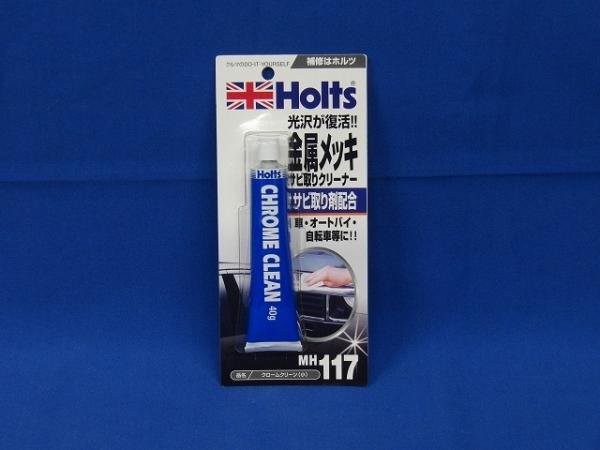 クルマのDO-IT-YOURSELF
補修はホルツ
Holts
光沢が復活!!
金属メッキ
サビ取りクリーナー
サビ取り剤配合
車・オートバイ・
自転車等に!!
Holts
CHROME CLEAN
40g
MH117
品名
クロームクリーン(小)